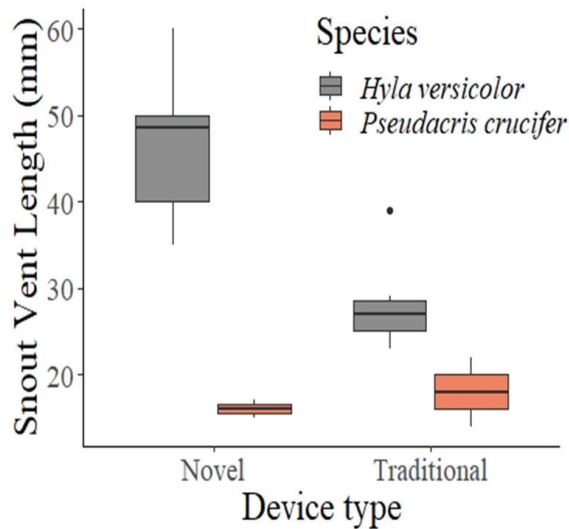 Snout Vent Length (mm)
60
50
40
30
20
Species
Hyla versicolor
Pseudacris crucifer
Novel
Traditional
Device type